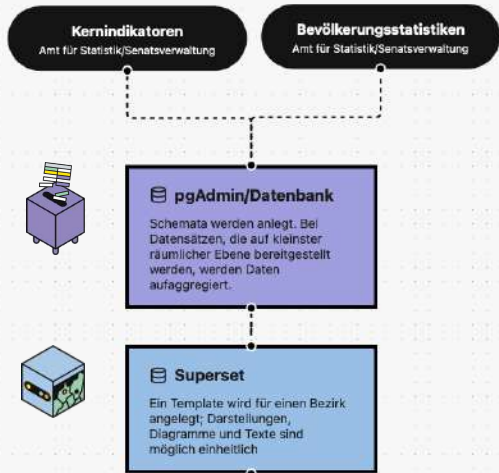 Kernindikatoren
Amt für Statistik/Senatsverwaltung
Bevölkerungsstatistiken
Amt für Statistik/Senatsverwaltung
pgAdmin/Datenbank
Schemata werden anlegt. Bei
Datensätzen, die auf kleinster
räumlicher Ebene bereitgestellt
werden, werden Daten
aufaggregiert.
Superset
Ein Template wird für einen Bezirk
angelegt; Darstellungen,
Diagramme und Texte sind
möglich einheitlich